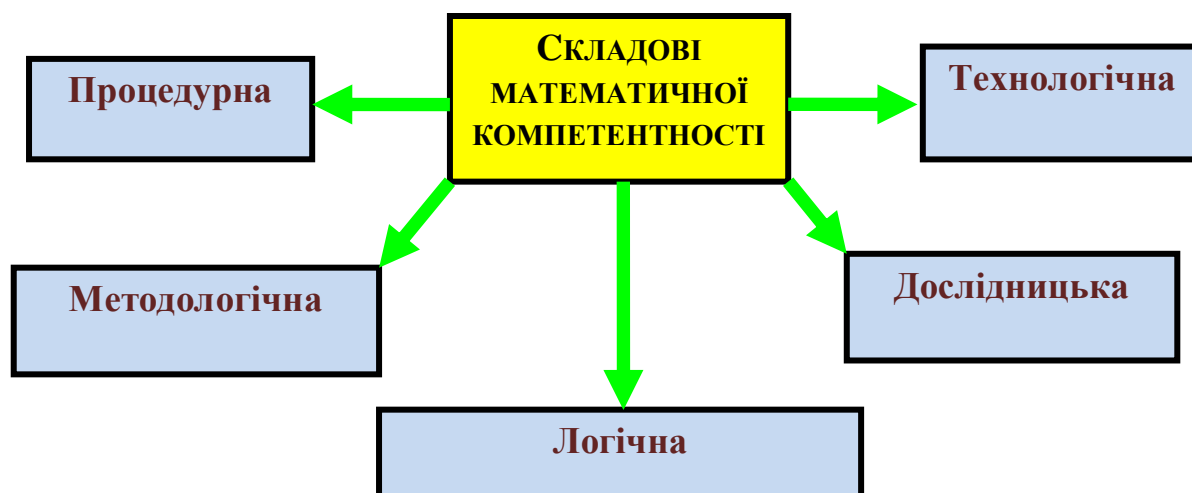 СКЛАДОВІ
МАТЕМАТИЧНОЇ
КОМПЕТЕНТНОСТІ
Процедурна
Технологічна
Методологічна
Дослідницька
Логічна